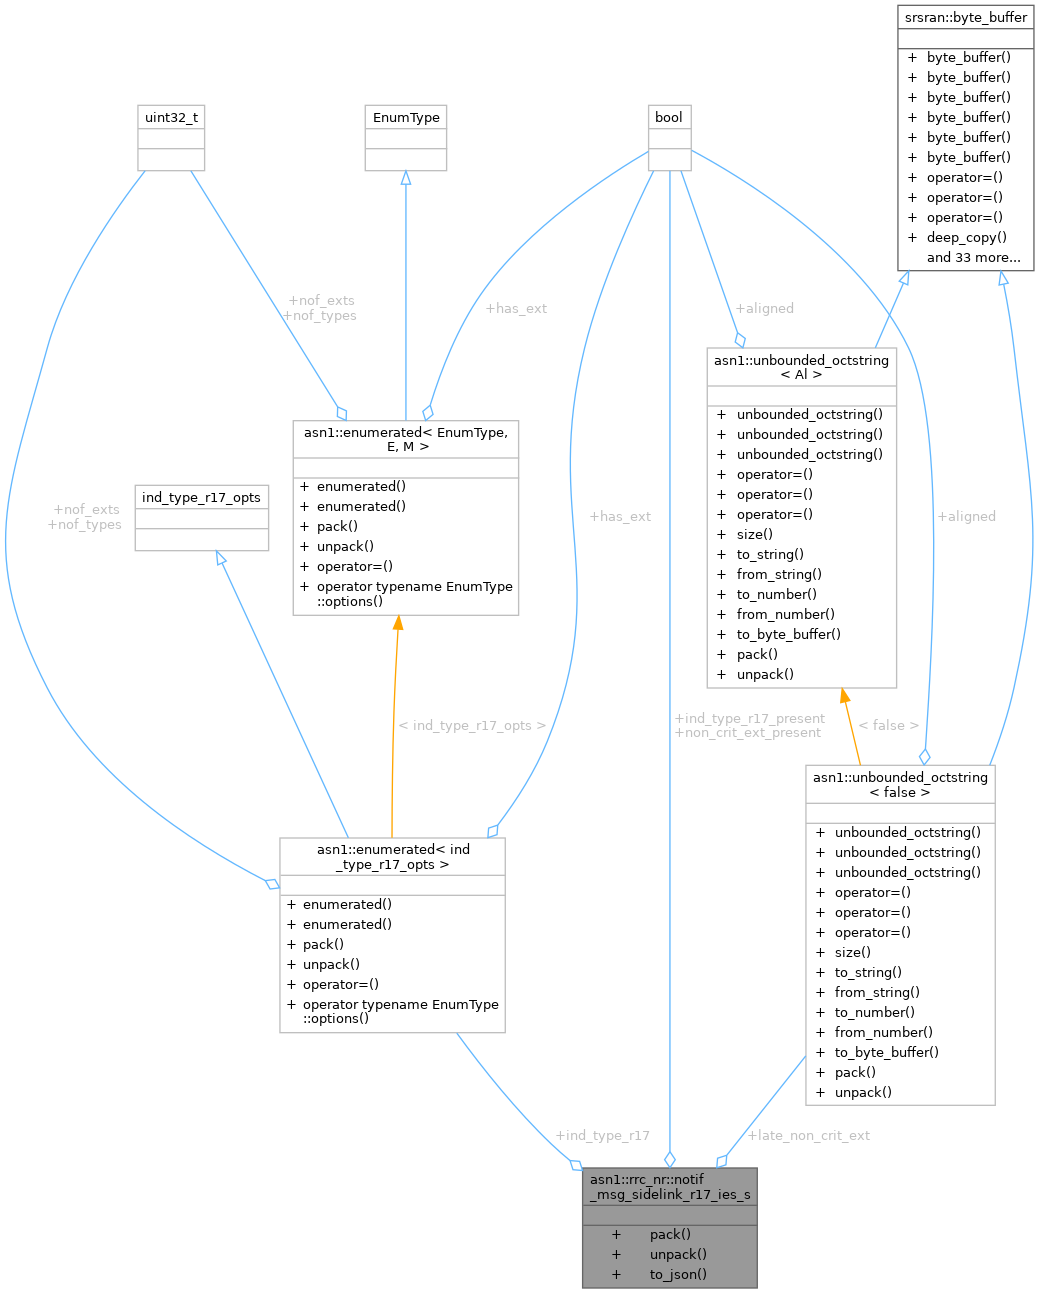 srsran::byte_buffer
+ byte_buffer()
+ byte_buffer()
+ byte_buffer()
+ byte_buffer()
+ byte_buffer()
+ byte_buffer()
+ operator=()
+ operator=()
+ operator=()
+ deep_copy()
and 33 more...
uint32_t
EnumType
bool
+nof_exts
+nof_types
+has_ext
+aligned
asn1::unbounded_octstring
< Al >
+ unbounded_octstring()
+ unbounded_octstring()
+ unbounded_octstring()
+ operator=()
+ operator=()
+ operator=()
+ size()
+ to_string()
+ from_string()
+ to_number()
+ from_number()
+ to_byte_buffer()
+ pack()
+ unpack()
asn1::enumerated< EnumType,
E, M >
+ enumerated()
+ enumerated()
+ pack()
+ unpack()
+ operator=()
+ operator typename EnumType
::options()
ind_type_r17_opts
+nof_exts
+nof_types
+has_ext
+aligned
< ind_type_r17_opts >
+ind_type_r17_present
+non_crit_ext_present
< false >
asn1::unbounded_octstring
< false >
+ unbounded_octstring()
+ unbounded_octstring()
+ unbounded_octstring()
+ operator=()
+ operator=()
+ operator=()
+ size()
+ to_string()
+ from_string()
+ to_number()
+ from_number()
+ to_byte_buffer()
+ pack()
+ unpack()
asn1::enumerated< ind
_type_r17_opts >
+ enumerated()
+ enumerated()
+ pack()
+ unpack()
+ operator=()
+ operator typename EnumType
::options()
+ind_type_r17
+late_non_crit_ext
asn1::rrc_nr::notif
_msg_sidelink_r17_ies_s
+ pack()
+ unpack()
+ to_json()